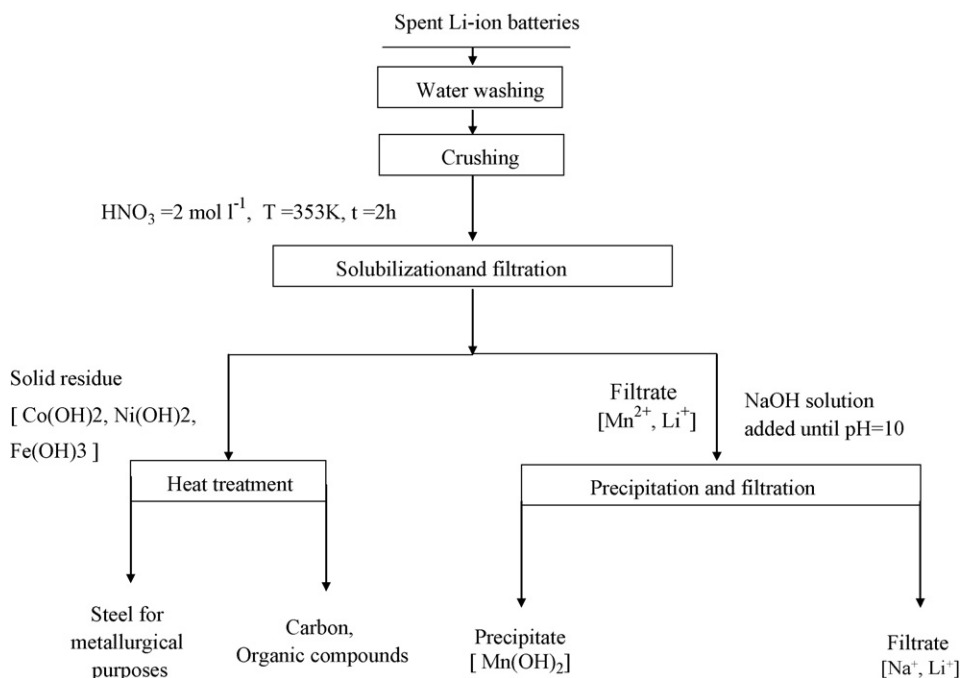 Spent Li-ion batteries
Water washing
Crushing
HNO₃ =2 mol l⁻¹, T =353K, t =2h
Solubilizationand filtration
Solid residue
[ Co(OH)2, Ni(OH)2,
Fe(OH)3 ]
Filtrate
[Mn²⁺, Li⁺]
NaOH solution
added until pH=10
Heat treatment
Precipitation and filtration
Steel for
metallurgical
purposes
Carbon,
Organic compounds
Precipitate
[ Mn(OH)₂]
Filtrate
[Na⁺, Li⁺]